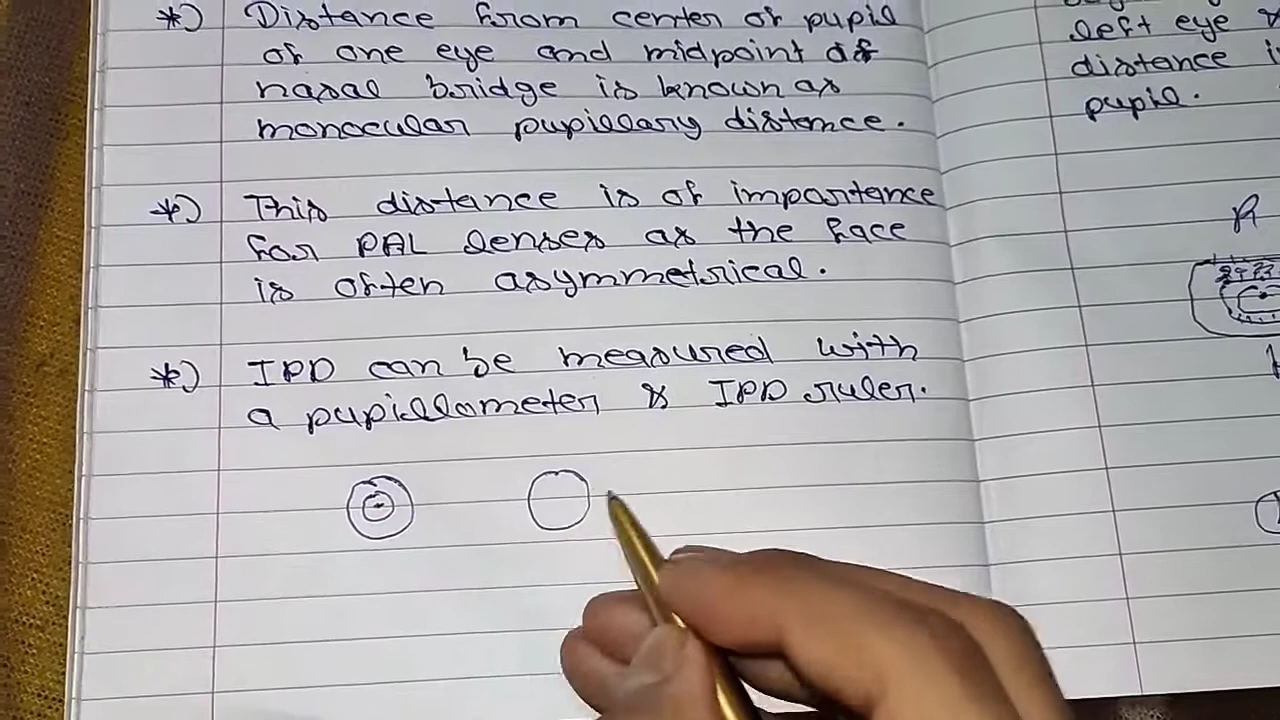 *) Distance from center of pupil
of one eye and midpoint of
nasal bridge is known as
monocular pupillary distance.
*) This distance is of importance
for PAL lenses as the face
is often asymmetrical.
*) IPD can be measured with
a pupillometer & IPD ruler.
left eye &
distance i
pupil.
R